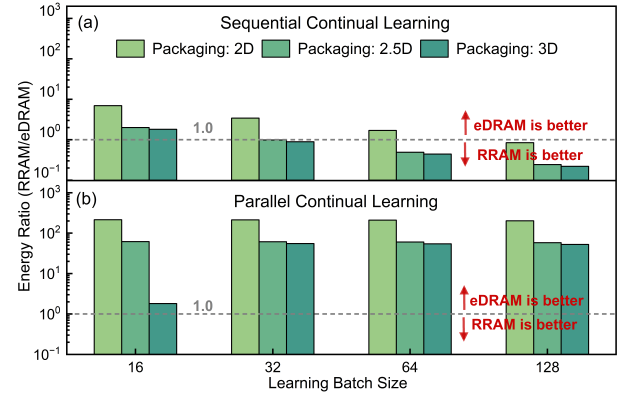 (a) Sequential Continual Learning
Packaging: 2D Packaging: 2.5D Packaging: 3D
10³
10²
10¹
10⁰
10⁻¹
1.0
eDRAM is better
RRAM is better
Energy Ratio (RRAM/eDRAM)
(b) Parallel Continual Learning
10³
10²
10¹
10⁰
10⁻¹
1.0
eDRAM is better
RRAM is better
16 32 64 128
Learning Batch Size